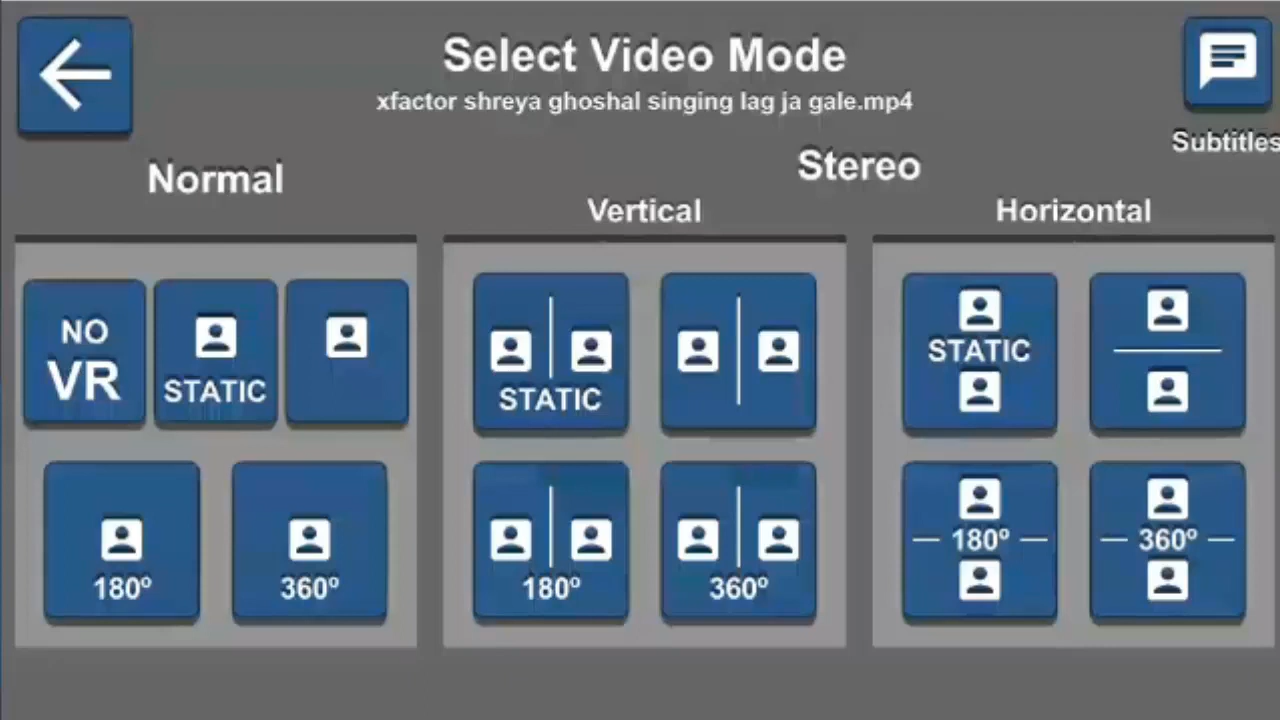 Select Video Mode
xfactor shreya ghoshal singing lag ja gale.mp4
Subtitles
Normal
Stereo
Vertical
Horizontal
NO
VR
STATIC
180º
360º
STATIC
180º
360º
STATIC
180º
360º